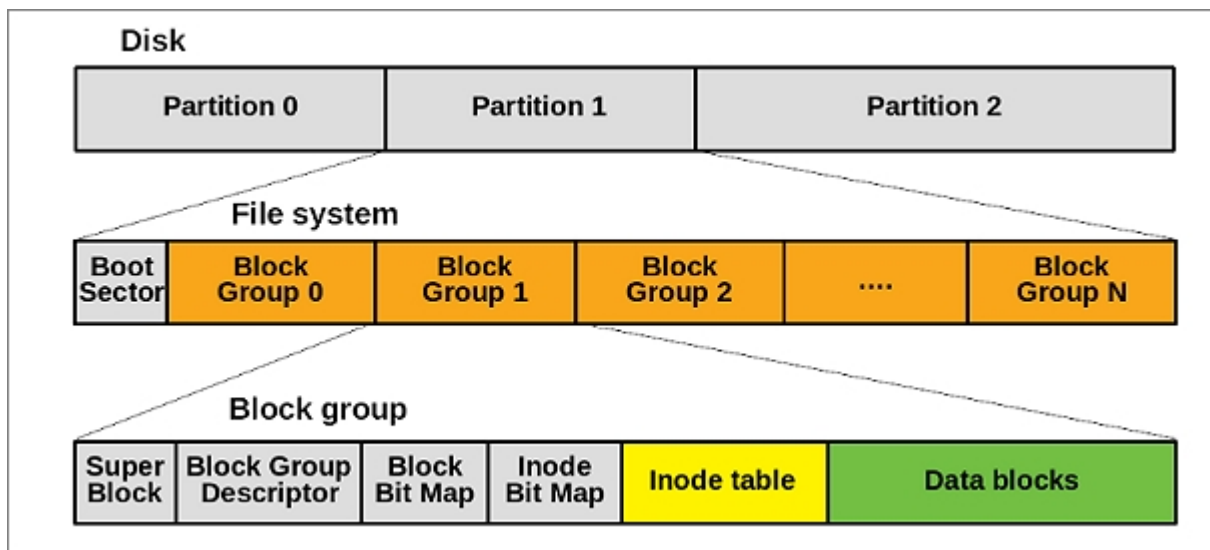 Disk
Partition 0 Partition 1 Partition 2
File system
Boot Block Block Block .... Block
Sector Group 0 Group 1 Group 2 Group N
Block group
Super Block Group Block Inode Inode table Data blocks
Block Descriptor Bit Map Bit Map